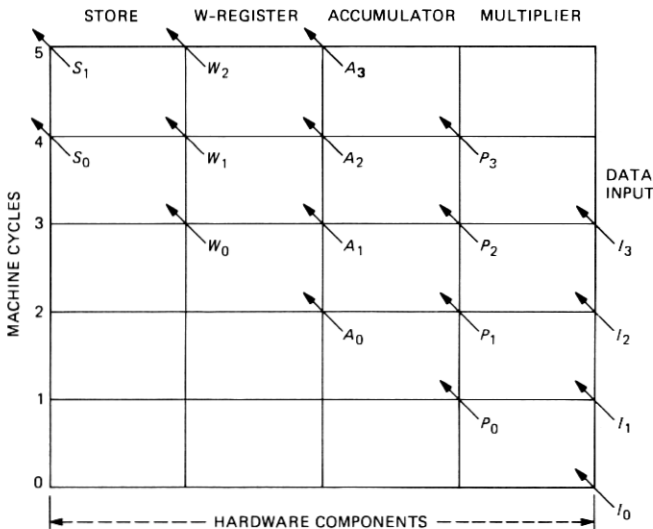 STORE W-REGISTER ACCUMULATOR MULTIPLIER
5
S1 W2 A3
4
S0 W1 A2 P3
DATA
INPUT
3
W0 A1 P2 I3
2
A0 P1 I2
1
P0 I1
0
I0
MACHINE CYCLES
HARDWARE COMPONENTS